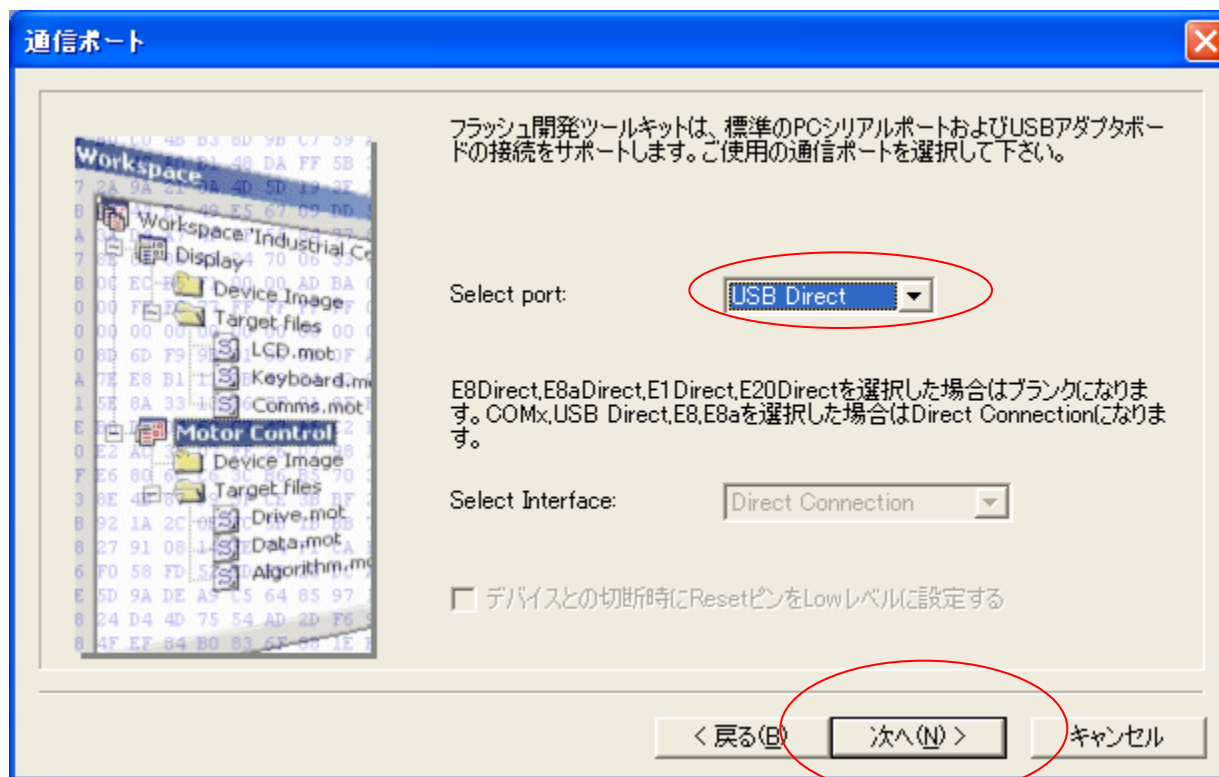 通信ポート
Workspace
Workspace 'Industrial Co
Display
Device Image
Target files
LCD.mot
Keyboard.m
Comms.mot
Motor Control
Device Image
Target files
Drive.mot
Data.mot
Algorithm.mo
フラッシュ開発ツールキットは、標準のPCシリアルポートおよびUSBアダプタボー
ドの接続をサポートします。ご使用の通信ポートを選択して下さい。
Select port:
USB Direct
E8Direct,E8aDirect,E1Direct,E20Directを選択した場合はブランクになりま
す。COMx,USB Direct,E8,E8aを選択した場合はDirect Connectionになりま
す。
Select Interface:
Direct Connection
デバイスとの切断時にResetピンをLowレベルに設定する
< 戻る(B)
次へ(N) >
キャンセル